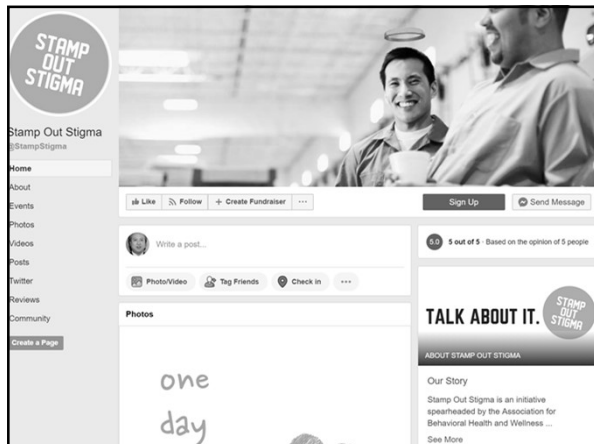 STAMP
OUT
STIGMA
Stamp Out Stigma
@StampStigma
Home
About
Events
Photos
Videos
Posts
Twitter
Reviews
Community
Create a Page
Like Follow + Create Fundraiser ...
Sign Up Send Message
Write a post...
Photo/Video Tag Friends Check in ...
Photos
one
day
5.0 5 out of 5 · Based on the opinion of 5 people
TALK ABOUT IT.
STAMP
OUT
STIGMA
ABOUT STAMP OUT STIGMA
Our Story
Stamp Out Stigma is an initiative
spearheaded by the Association for
Behavioral Health and Wellness ...
See More